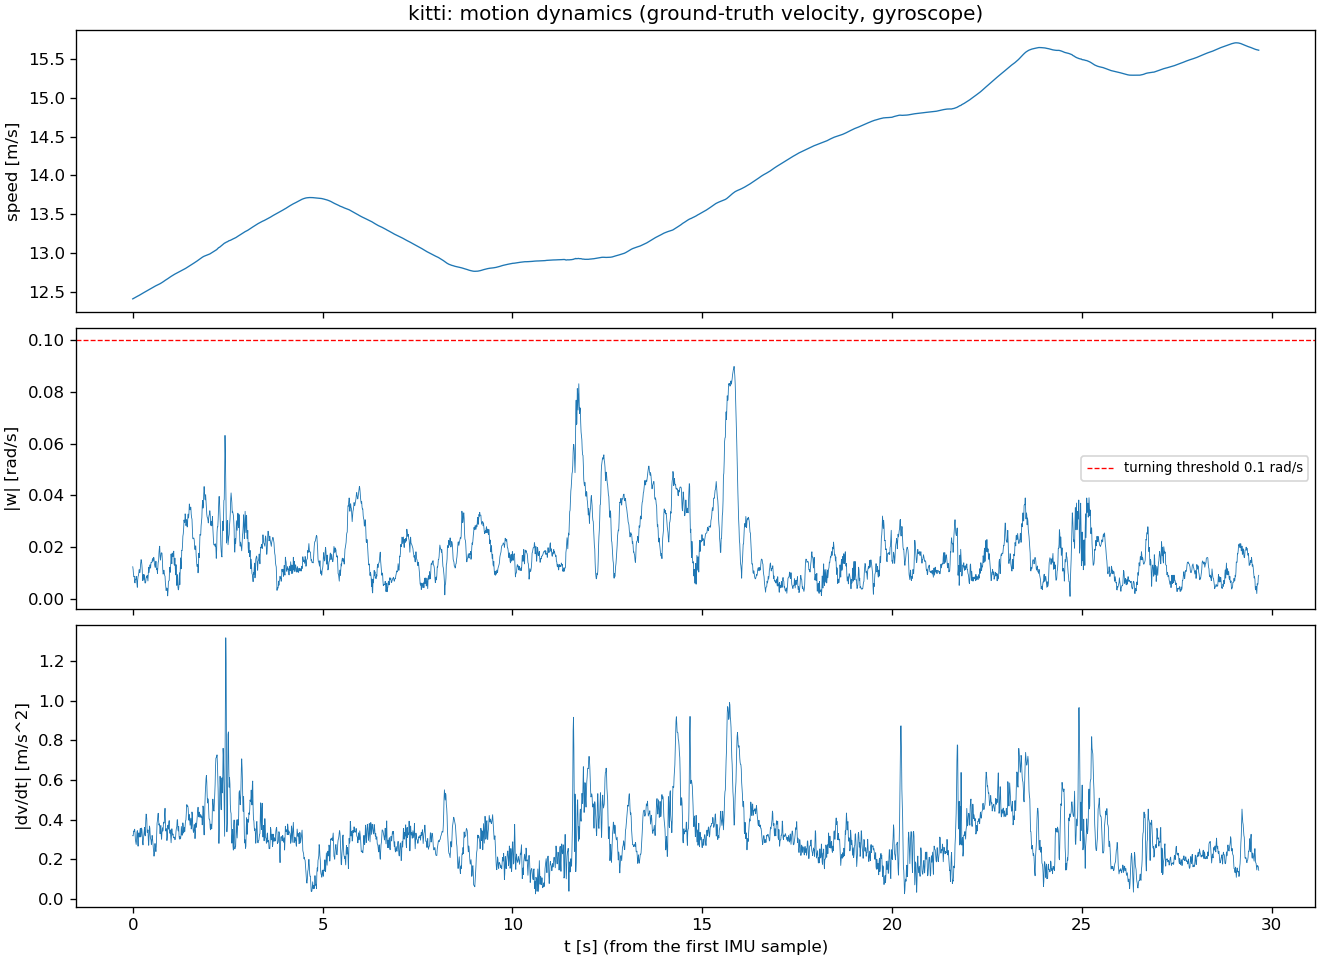 kitti: motion dynamics (ground-truth velocity, gyroscope)
speed [m/s]
15.5
15.0
14.5
14.0
13.5
13.0
12.5
|w| [rad/s]
0.10
0.08
0.06
0.04
0.02
0.00
turning threshold 0.1 rad/s
|dv/dt| [m/s^2]
1.2
1.0
0.8
0.6
0.4
0.2
0.0
0 5 10 15 20 25 30
t [s] (from the first IMU sample)